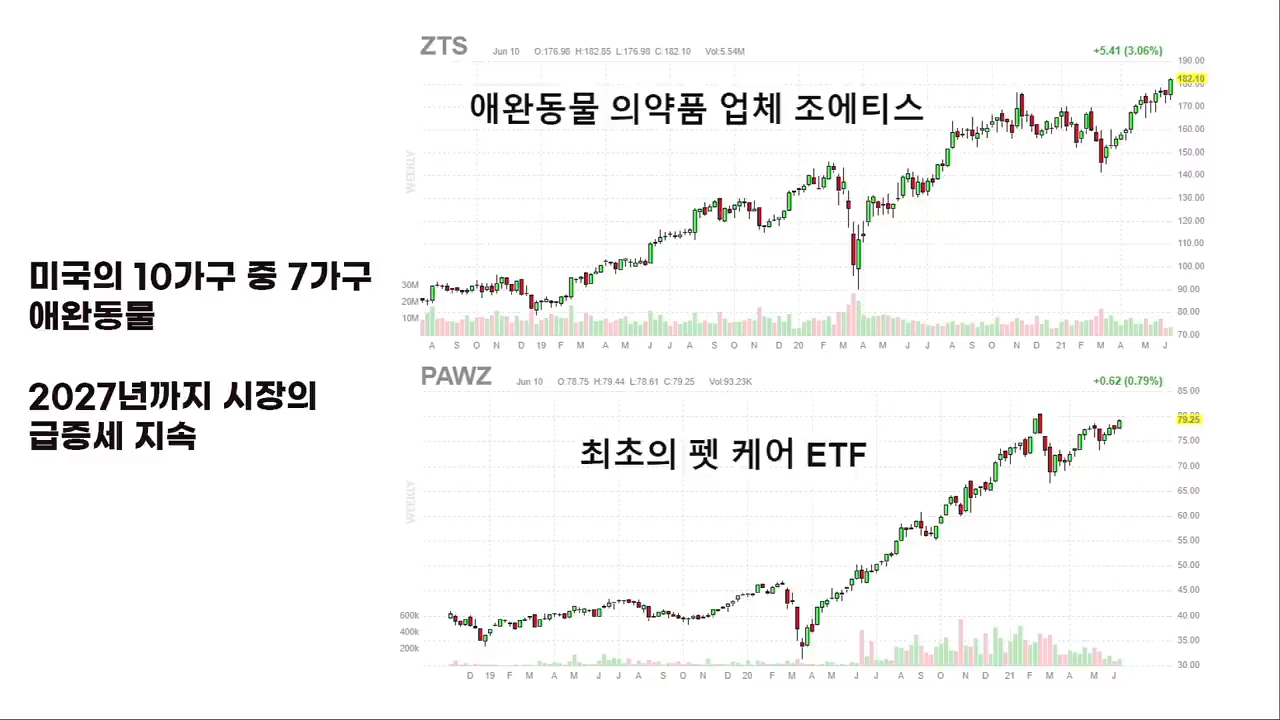 미국의 10가구 중 7가구
애완동물
2027년까지 시장의
급증세 지속
ZTS
Jun 10 O:176.98 H:182.85 L:176.98 C:182.10 Vol:5.54M
+5.41 (3.06%)
애완동물 의약품 업체 조에티스
WEEKLY
190.00
182.10
170.00
160.00
150.00
140.00
130.00
120.00
110.00
100.00
90.00
80.00
70.00
30M
20M
10M
A S O N D 19 F M A M J J A S O N D 20 F M A M J J A S O N D 21 F M A M J
PAWZ
Jun 10 O:78.75 H:79.44 L:78.61 C:79.25 Vol:93.23K
+0.62 (0.79%)
최초의 펫 케어 ETF
WEEKLY
85.00
79.25
75.00
70.00
65.00
60.00
55.00
50.00
45.00
40.00
35.00
30.00
600k
400k
200k
D 19 F M A M J J A S O N D 20 F M A M J J A S O N D 21 F M A M J